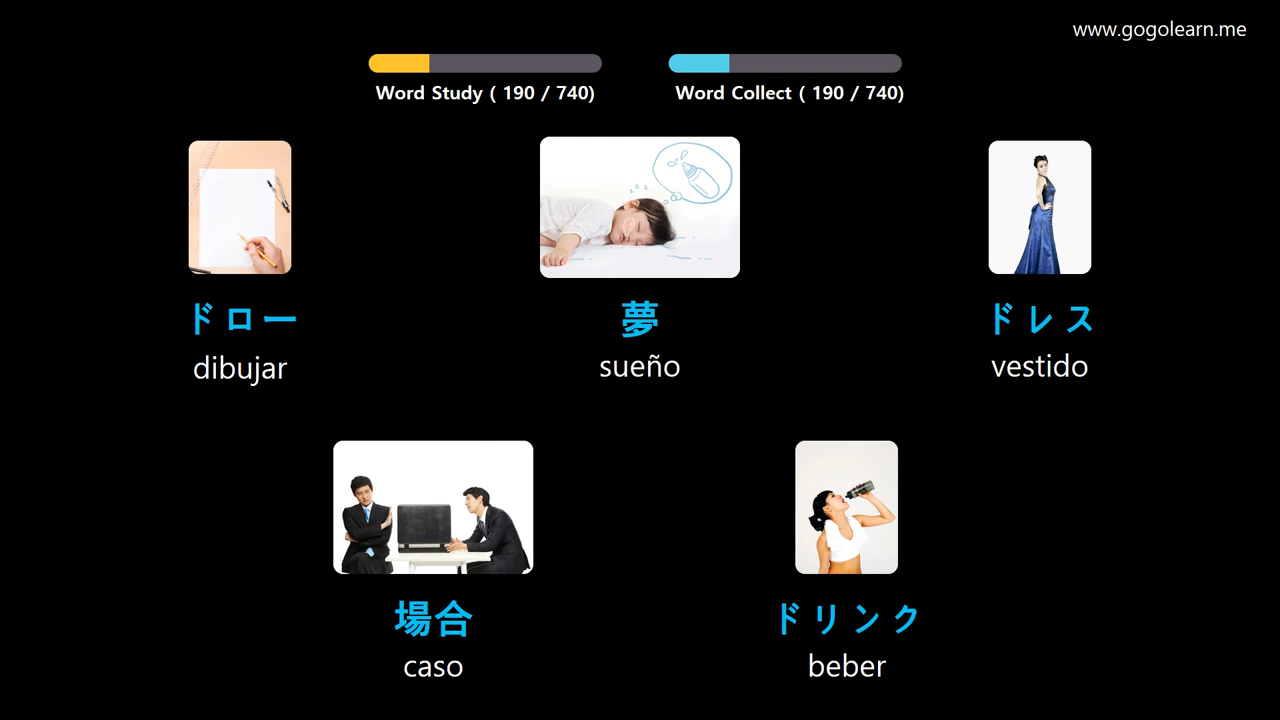 www.gogolearn.me
Word Study ( 190 / 740)
Word Collect ( 190 / 740)
ドロー
dibujar
夢
sueño
ドレス
vestido
場合
caso
ドリンク
beber